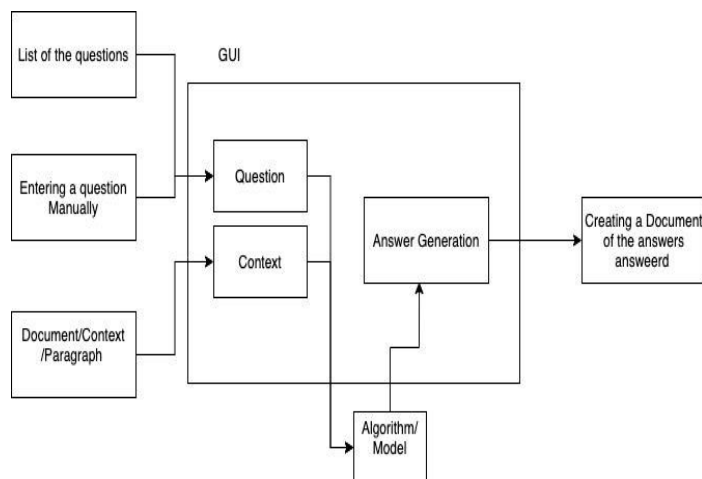 List of the questions
GUI
Entering a question
Manually
Question
Context
Answer Generation
Creating a Document
of the answers
answeerd
Document/Context
/Paragraph
Algorithm/
Model